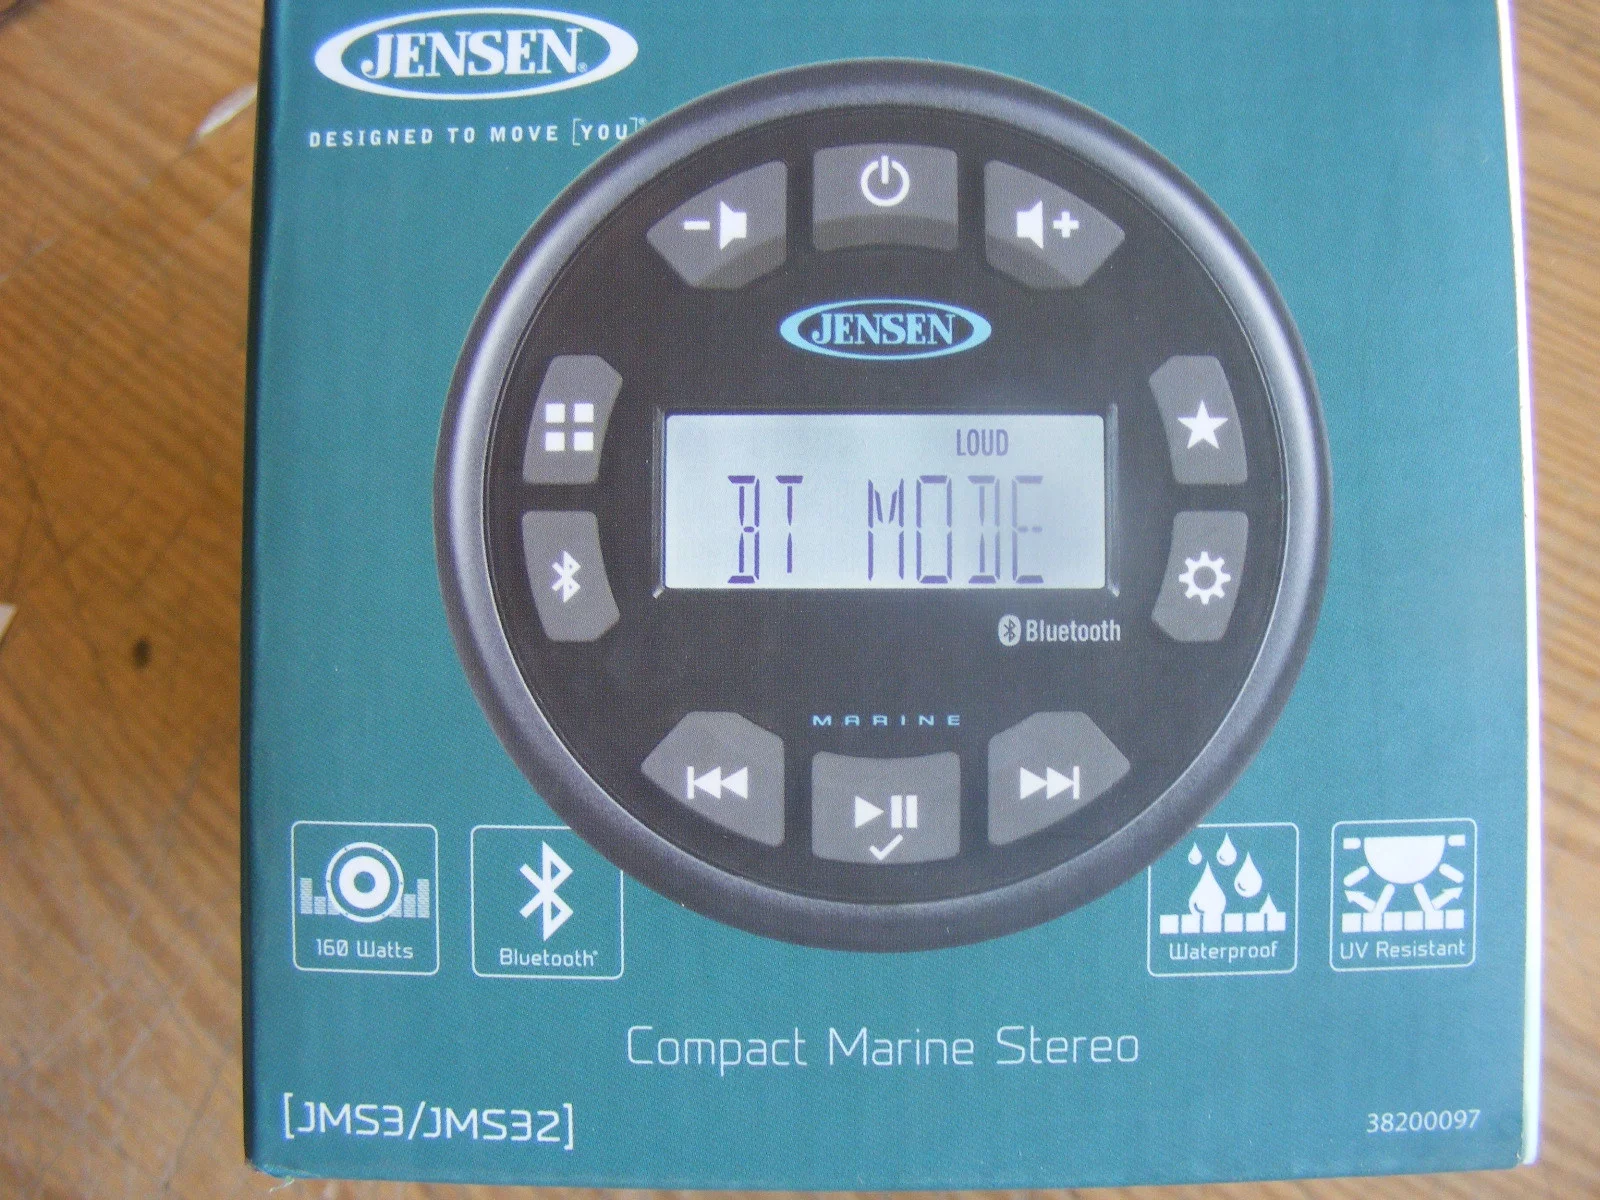 JENSEN®
DESIGNED TO MOVE [YOU]®
JENSEN
LOUD
BT MODE
Bluetooth
MARINE
160 Watts
Bluetooth®
Waterproof
UV Resistant
Compact Marine Stereo
[JMS3/JMS32]
38200097